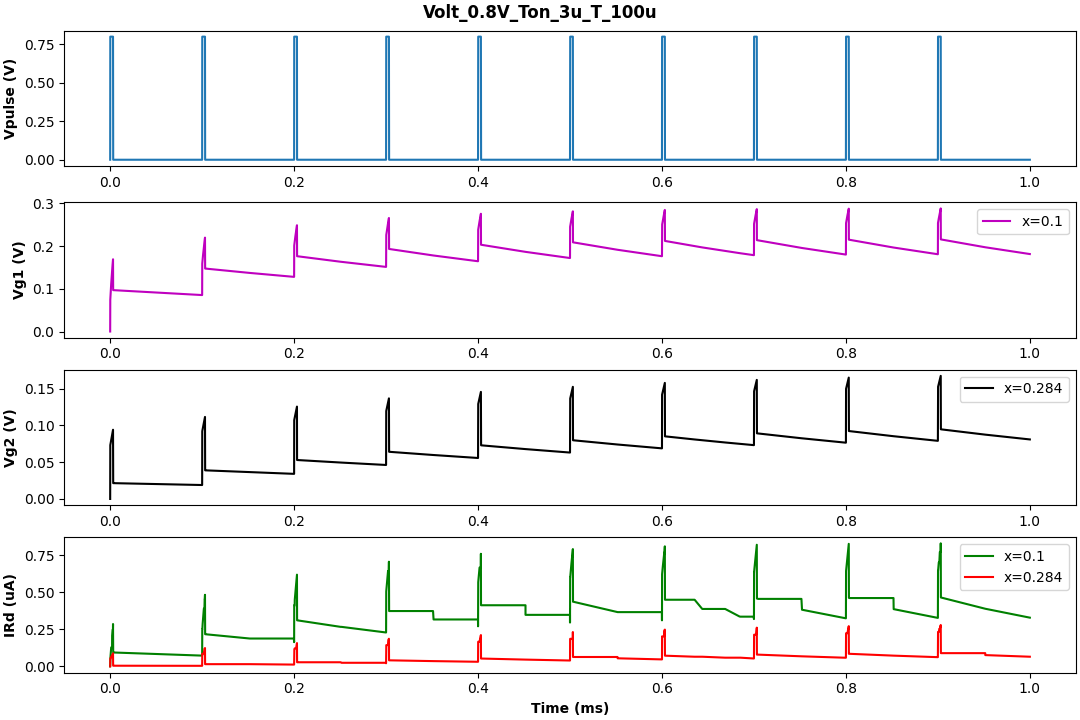 Volt_0.8V_Ton_3u_T_100u
Vpulse (V)
0.75
0.50
0.25
0.00
0.0 0.2 0.4 0.6 0.8 1.0
Vg1 (V)
0.3
0.2
0.1
0.0
x=0.1
0.0 0.2 0.4 0.6 0.8 1.0
Vg2 (V)
0.15
0.10
0.05
0.00
x=0.284
0.0 0.2 0.4 0.6 0.8 1.0
IRd (uA)
0.75
0.50
0.25
0.00
x=0.1
x=0.284
0.0 0.2 0.4 0.6 0.8 1.0
Time (ms)